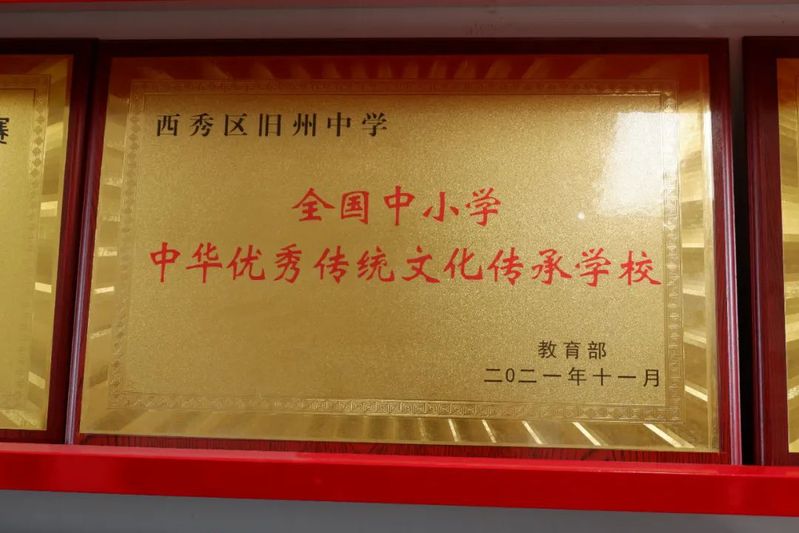 西秀区旧州中学
全国中小学
中华优秀传统文化传承学校
教育部
二〇二一年十一月